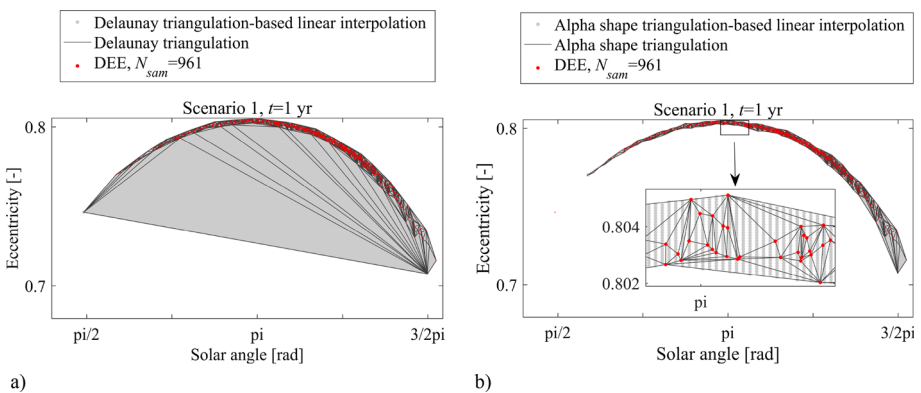 Delaunay triangulation-based linear interpolation
Delaunay triangulation
DEE, N_sam=961
Scenario 1, t=1 yr
0.8
0.7
Eccentricity [-]
pi/2
pi
3/2pi
Solar angle [rad]
a)
Alpha shape triangulation-based linear interpolation
Alpha shape triangulation
DEE, N_sam=961
Scenario 1, t=1 yr
0.8
0.7
Eccentricity [-]
0.804
0.802
pi
pi/2
pi
3/2pi
Solar angle [rad]
b)